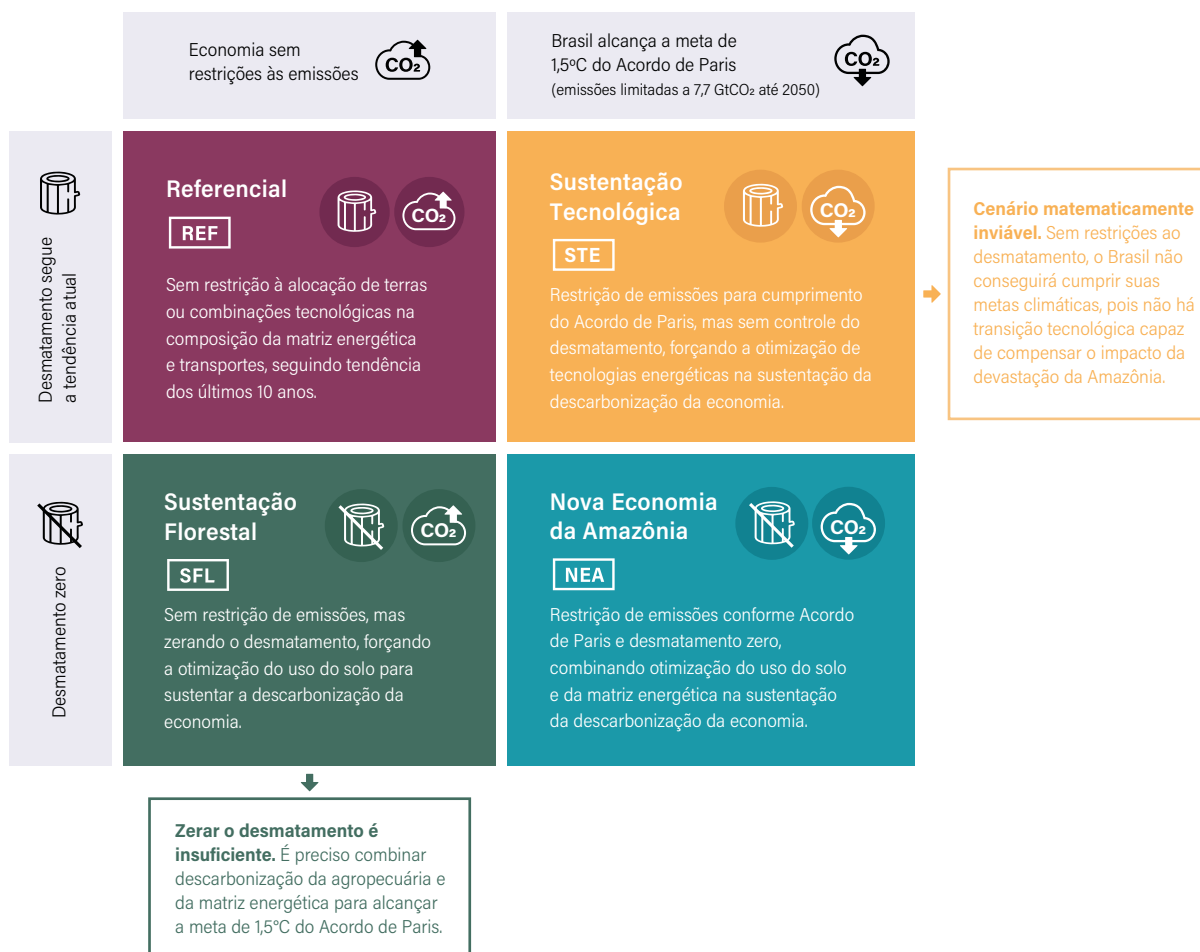 Economia sem
restrições às emissões
CO₂
Brasil alcança a meta de
1,5ºC do Acordo de Paris
(emissões limitadas a 7,7 GtCO₂ até 2050)
CO₂
Desmatamento segue
a tendência atual
Referencial
REF
CO₂
Sem restrição à alocação de terras
ou combinações tecnológicas na
composição da matriz energética
e transportes, seguindo tendência
dos últimos 10 anos.
Sustentação
Tecnológica
STE
CO₂
Restrição de emissões para cumprimento
do Acordo de Paris, mas sem controle do
desmatamento, forçando a otimização de
tecnologias energéticas na sustentação da
descarbonização da economia.
Cenário matematicamente
inviável. Sem restrições ao
desmatamento, o Brasil não
conseguirá cumprir suas
metas climáticas, pois não há
transição tecnológica capaz
de compensar o impacto da
devastação da Amazônia.
Desmatamento zero
Sustentação
Florestal
SFL
CO₂
Sem restrição de emissões, mas
zerando o desmatamento, forçando
a otimização do uso do solo para
sustentar a descarbonização da
economia.
Nova Economia
da Amazônia
NEA
CO₂
Restrição de emissões conforme Acordo
de Paris e desmatamento zero,
combinando otimização do uso do solo
e da matriz energética na sustentação
da descarbonização da economia.
Zerar o desmatamento é
insuficiente. É preciso combinar
descarbonização da agropecuária e
da matriz energética para alcançar
a meta de 1,5°C do Acordo de Paris.